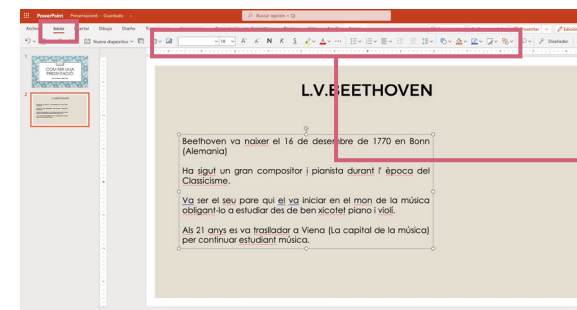 PowerPoint Presentación1 - Guardado
Buscar opción + Q
Archivo Inicio Insertar Dibujo Diseño
Presentar
Nueva diapositiva
18
N K S
Diseñador
1
COM FER UNA
PRESENTACIÓ
2
L.V.BEETHOVEN
Beethoven va naixer el 16 de desembre de 1770 en Bonn
(Alemania)
Ha sigut un gran compositor i pianista durant l' època del
Classicisme.
Va ser el seu pare qui el va iniciar en el mon de la música
obligant-lo a estudiar des de ben xicotet piano i violí.
Als 21 anys es va traslladar a Viena (La capital de la música)
per continuar estudiant música.